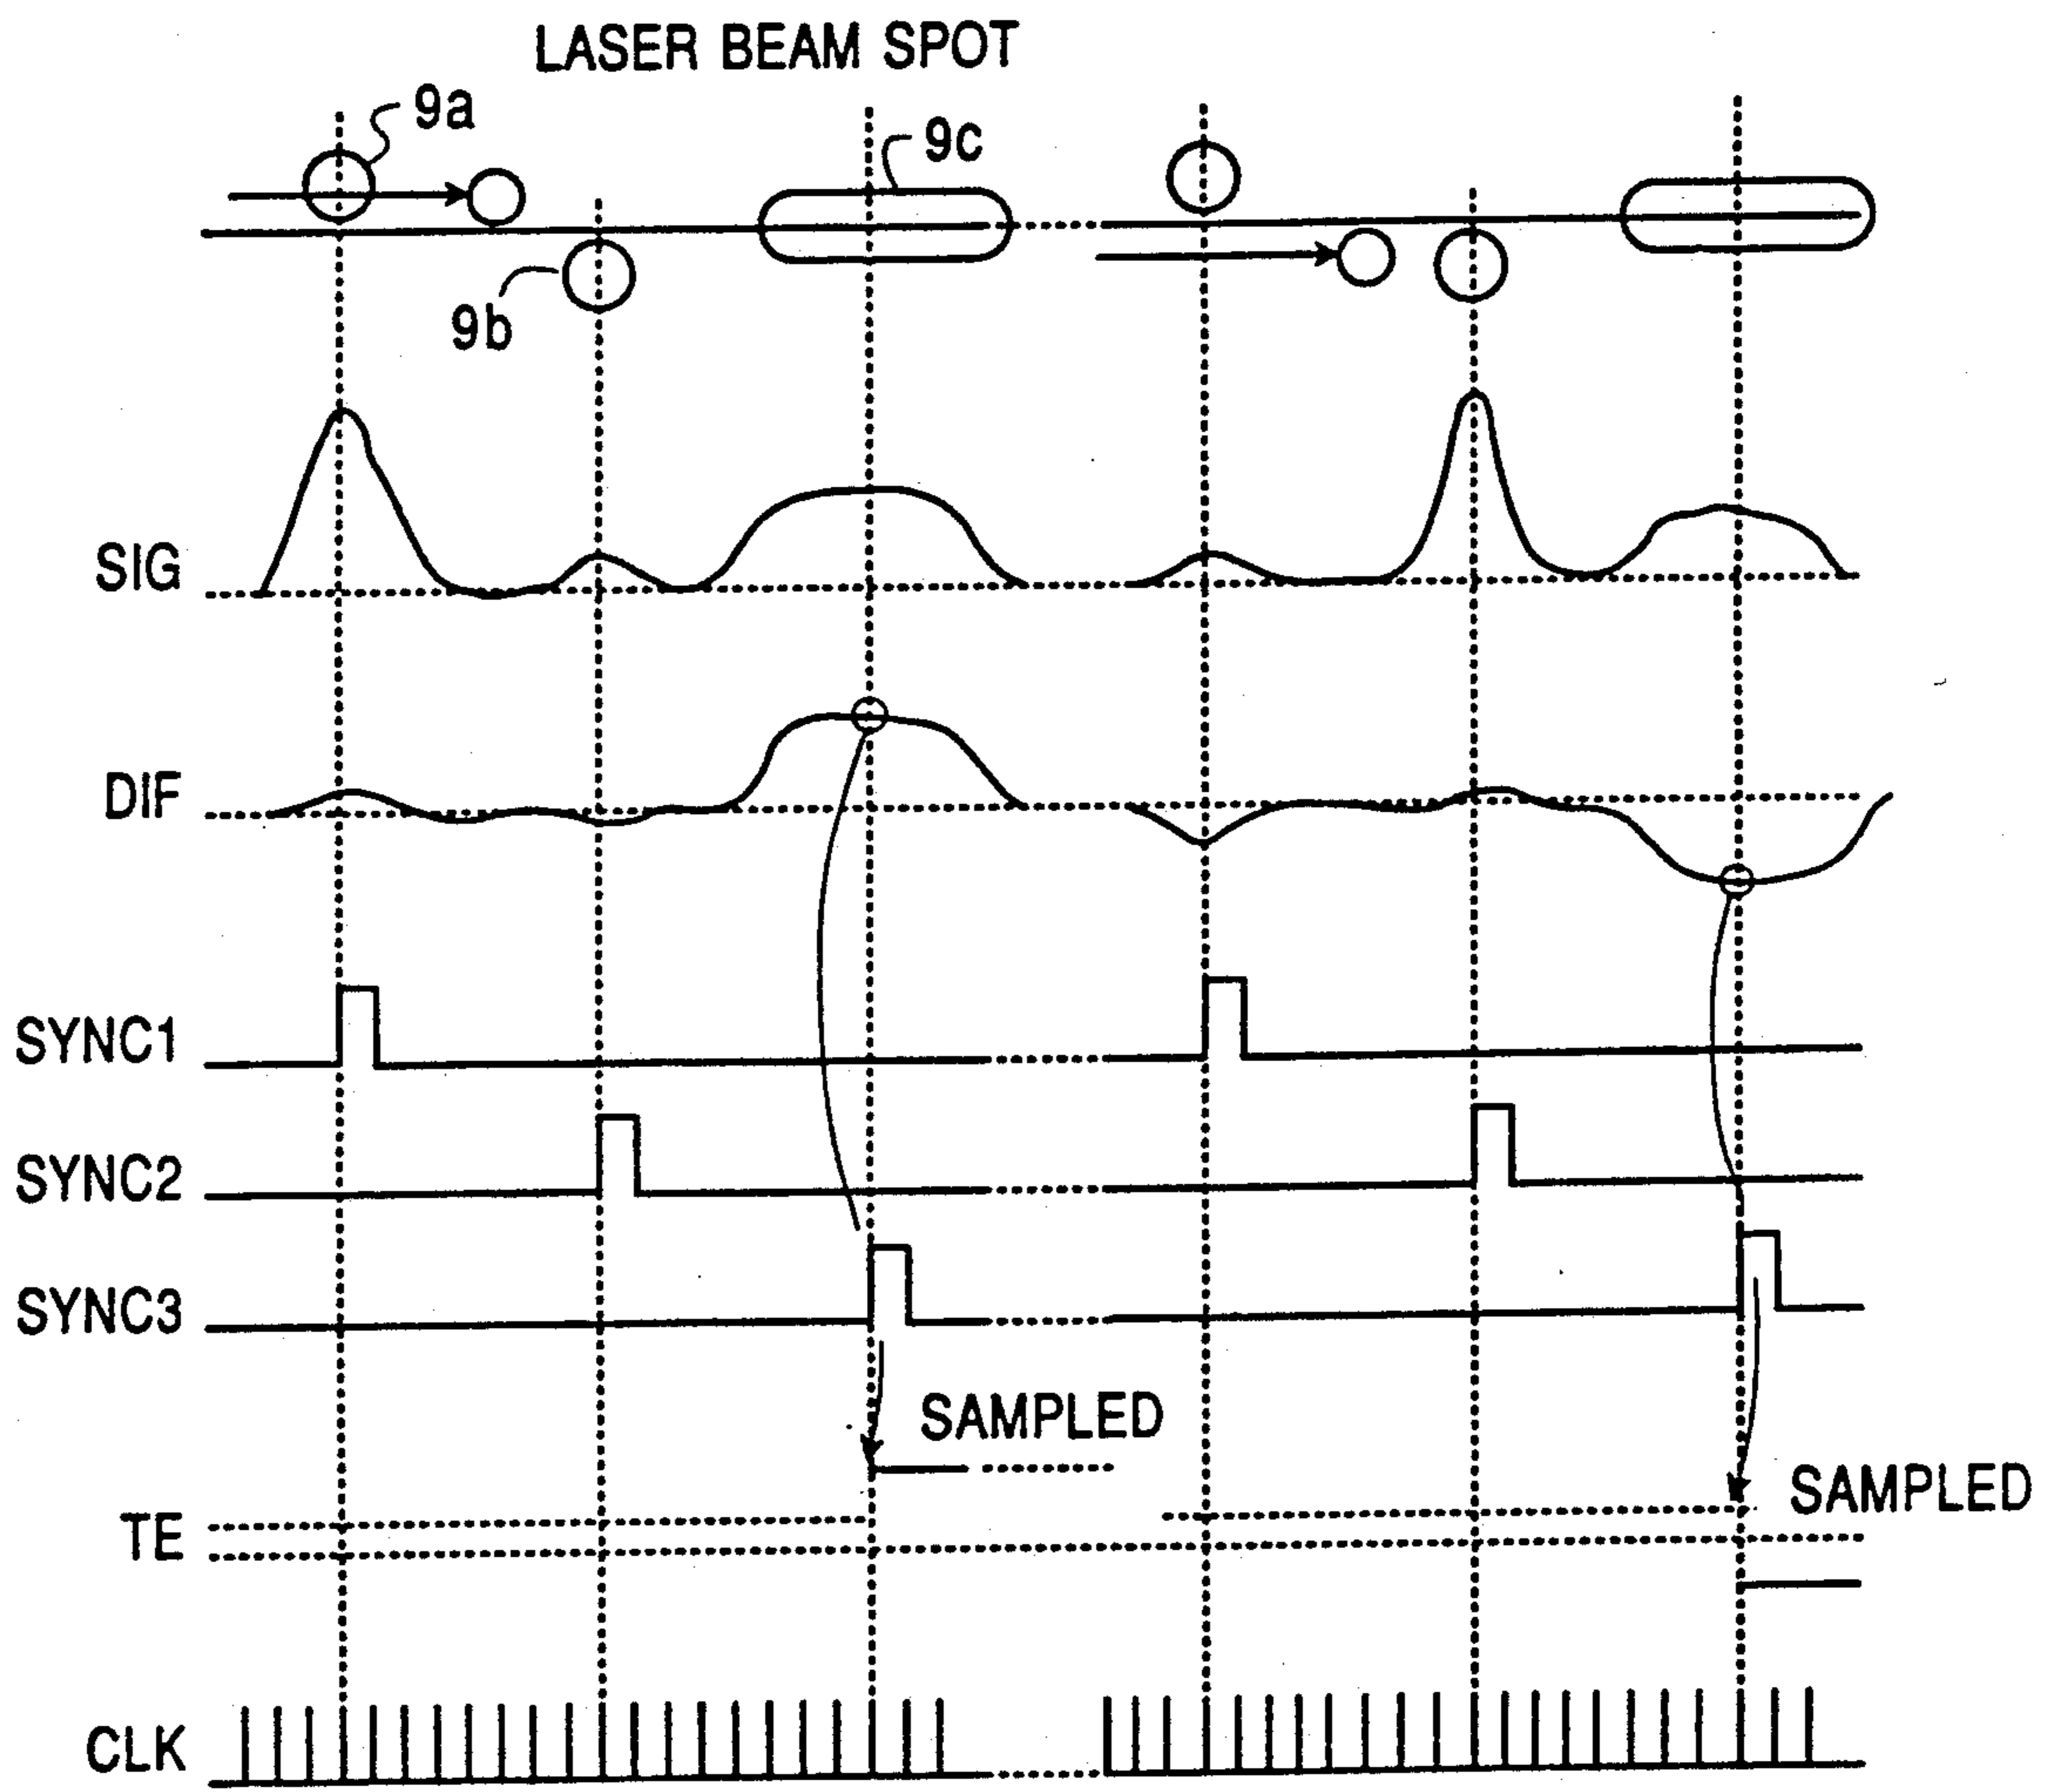 LASER BEAM SPOT
9a
9c
9b
SIG
DIF
SYNC1
SYNC2
SYNC3
SAMPLED
SAMPLED
TE
CLK